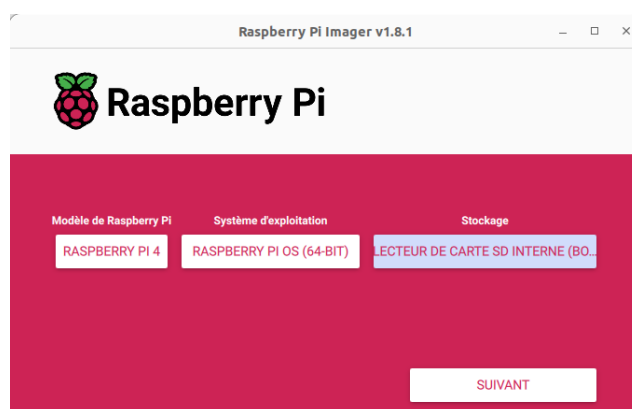 Raspberry Pi Imager v1.8.1
Raspberry Pi
Modèle de Raspberry Pi Système d'exploitation Stockage
RASPBERRY PI 4 RASPBERRY PI OS (64-BIT) LECTEUR DE CARTE SD INTERNE (BO...
SUIVANT